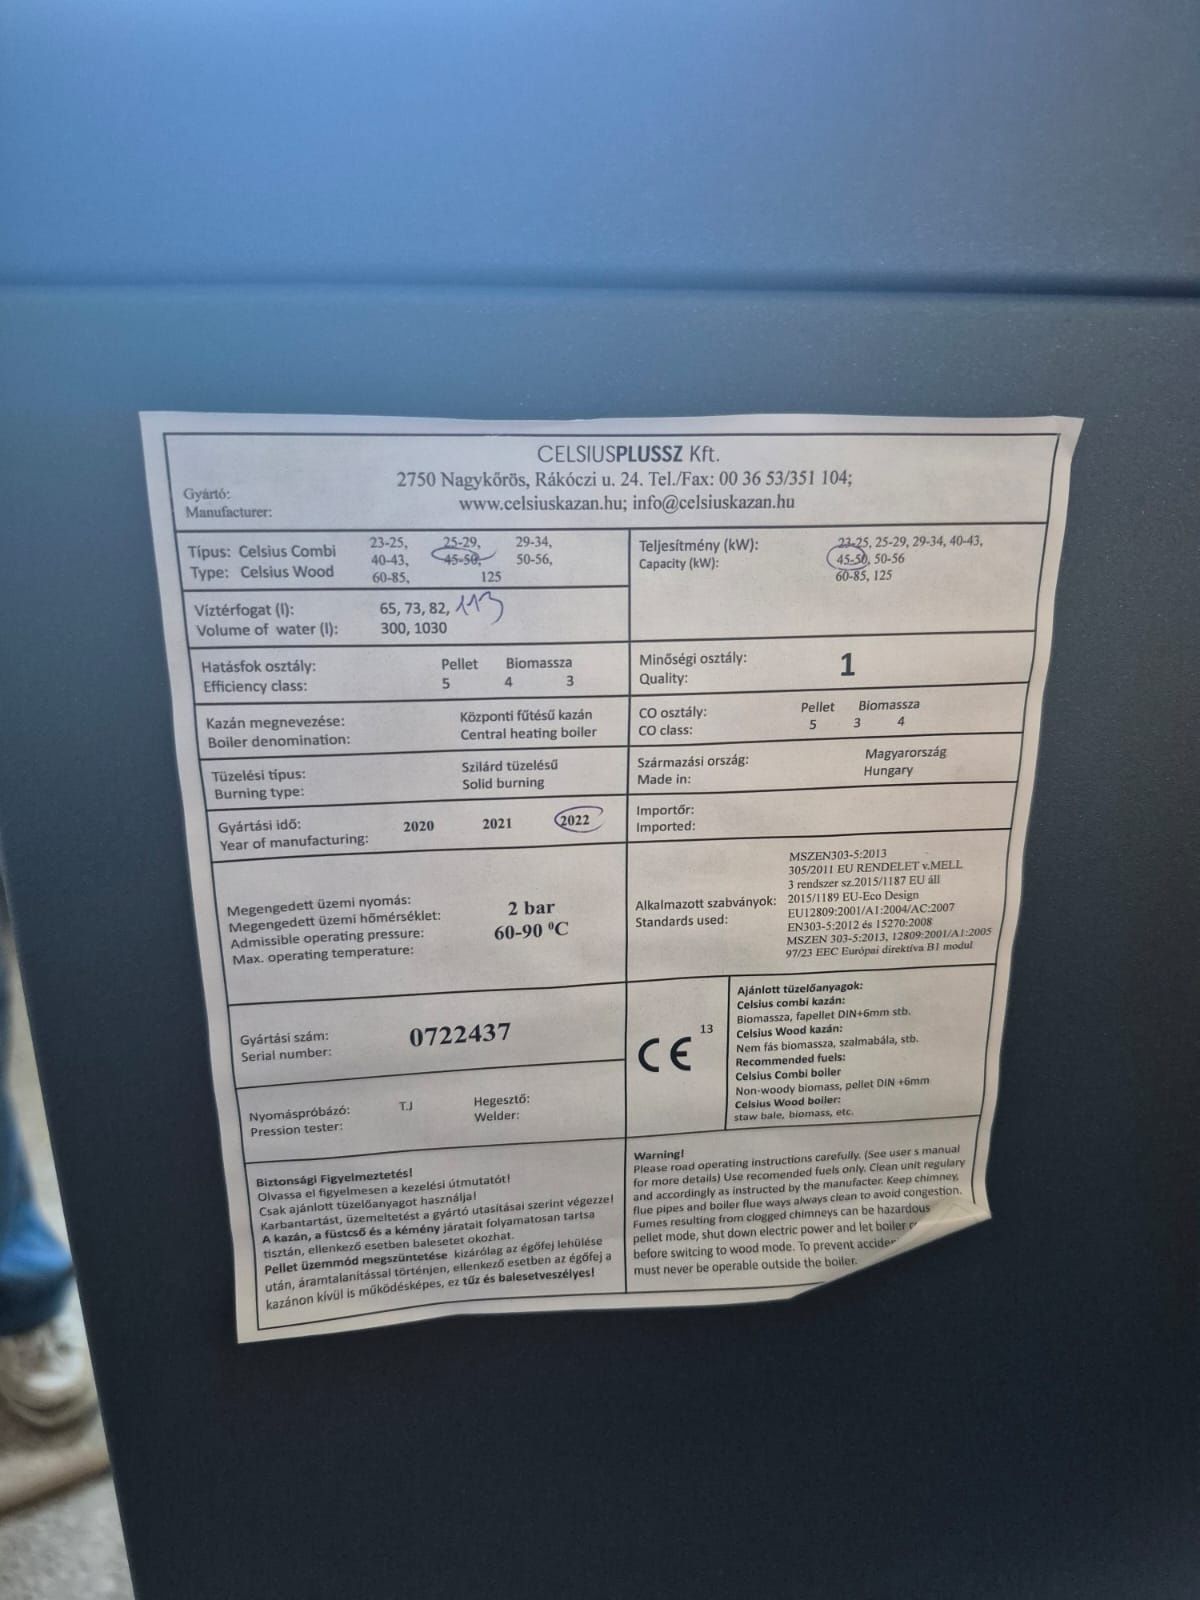 CELSIUSPLUSSZ Kft.
2750 Nagykőrös, Rákóczi u. 24. Tel./Fax: 00 36 53/351 104;
www.celsiuskazan.hu; info@celsiuskazan.hu
Gyártó:
Manufacturer:
Típus: Celsius Combi
Type: Celsius Wood
23-25, 25-29, 29-34,
40-43, 45-50, 50-56,
60-85, 125
Teljesítmény (kW):
Capacity (kW):
23-25, 25-29, 29-34, 40-43,
45-50, 50-56
60-85, 125
Víztérfogat (l):
Volume of water (l):
65, 73, 82, 113
300, 1030
Hatásfok osztály:
Efficiency class:
Pellet Biomassza
5 4 3
Minőségi osztály:
Quality:
1
Kazán megnevezése:
Boiler denomination:
Központi fűtésű kazán
Central heating boiler
CO osztály:
CO class:
Pellet Biomassza
5 3 4
Tüzelési típus:
Burning type:
Szilárd tüzelésű
Solid burning
Származási ország:
Made in:
Magyarország
Hungary
Gyártási idő:
Year of manufacturing:
2020 2021 2022
Importőr:
Imported:
Megengedett üzemi nyomás:
Megengedett üzemi hőmérséklet:
Admissible operating pressure:
Max. operating temperature:
2 bar
60-90 ⁰C
Alkalmazott szabványok:
Standards used:
MSZEN303-5:2013
305/2011 EU RENDELET v.MELL
3 rendszer sz.2015/1187 EU áll
2015/1189 EU-Eco Design
EU12809:2001/A1:2004/AC:2007
EN303-5:2012 és 15270:2008
MSZEN 303-5:2013, 12809:2001/A1:2005
97/23 EEC Európai direktíva B1 modul
Gyártási szám:
Serial number:
0722437
Nyomáspróbázó:
Pression tester:
T.J
Hegesztő:
Welder:
CE 13
Ajánlott tüzelőanyagok:
Celsius combi kazán:
Biomassza, fapellet DIN+6mm stb.
Celsius Wood kazán:
Nem fás biomassza, szalmabála, stb.
Recommended fuels:
Celsius Combi boiler
Non-woody biomass, pellet DIN +6mm
Celsius Wood boiler:
staw bale, biomass, etc.
Biztonsági Figyelmeztetés!
Olvassa el figyelmesen a kezelési útmutatót!
Csak ajánlott tüzelőanyagot használja!
Karbantartást, üzemeltetést a gyártó utasításai szerint végezze!
A kazán, a füstcső és a kémény járatait folyamatosan tartsa
tisztán, ellenkező esetben balesetet okozhat.
Pellet üzemmód megszüntetése kizárólag az égőfej lehülése
után, áramtalanítással történjen, ellenkező esetben az égőfej a
kazánon kívül is működésképes, ez tűz és balesetveszélyes!
Warning!
Please road operating instructions carefully. (See user s manual
for more details) Use recomended fuels only. Clean unit regulary
and accordingly as instructed by the manufacter. Keep chimney,
flue pipes and boiler flue ways always clean to avoid congestion.
Fumes resulting from clogged chimneys can be hazardous
pellet mode, shut down electric power and let boiler
before switcing to wood mode. To prevent
must never be operable outside the boiler.